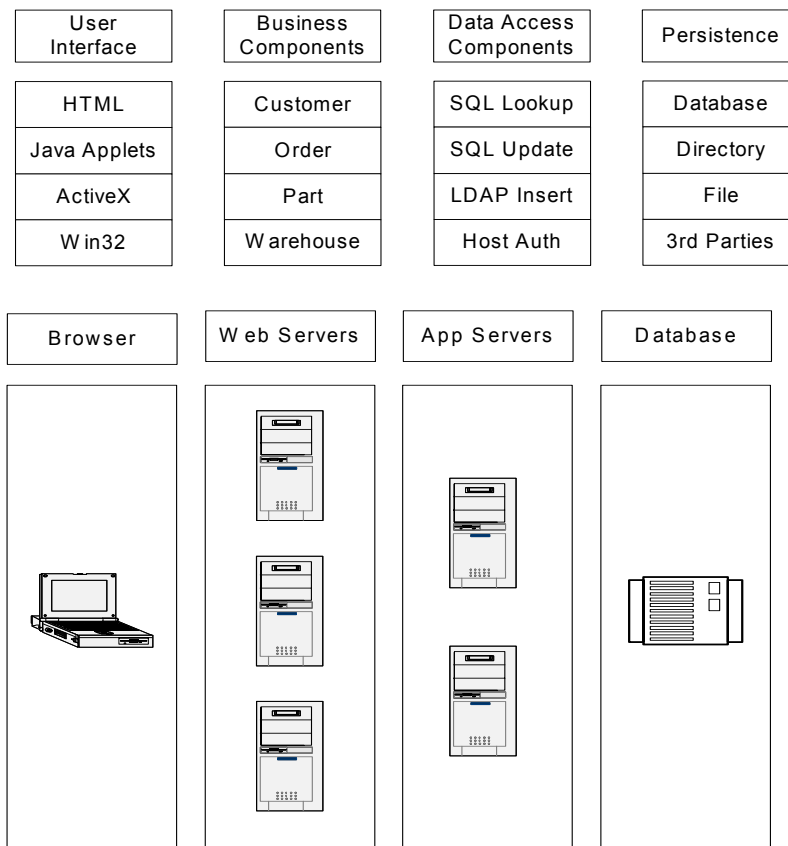 User
Interface
Business
Components
Data Access
Components
Persistence
HTML
Customer
SQL Lookup
Database
Java Applets
Order
SQL Update
Directory
ActiveX
Part
LDAP Insert
File
Win32
Warehouse
Host Auth
3rd Parties
Browser
Web Servers
App Servers
Database